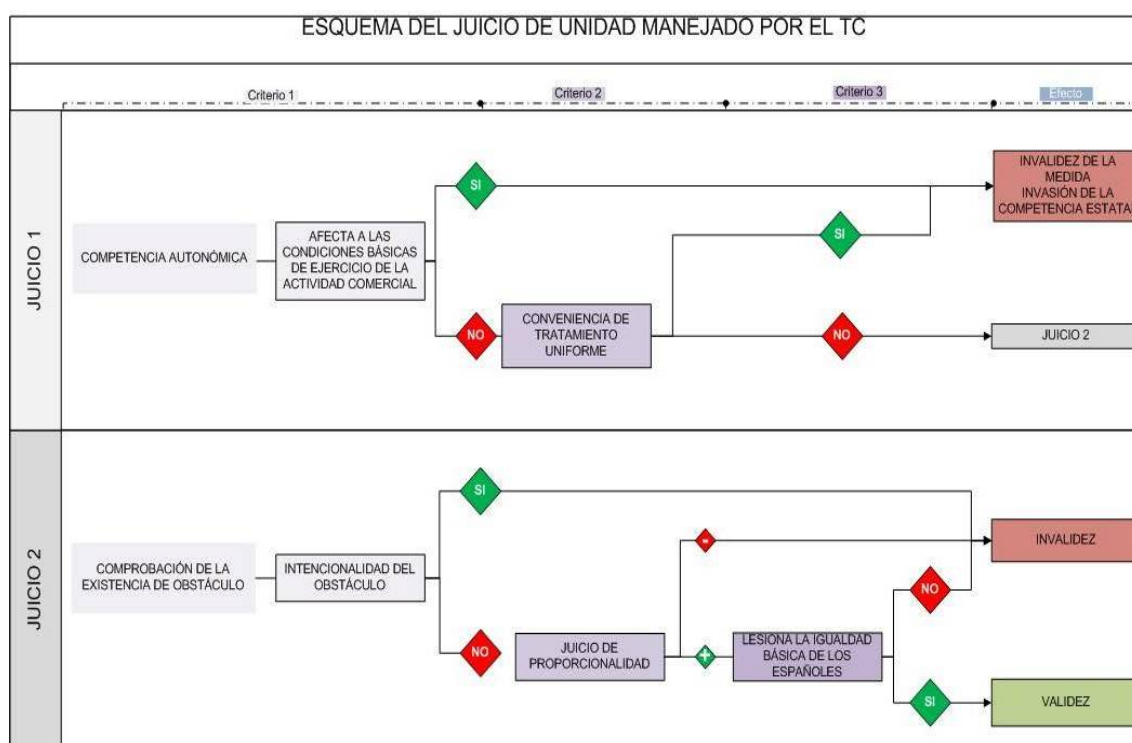 ESQUEMA DEL JUICIO DE UNIDAD MANEJADO POR EL TC
Criterio 1
Criterio 2
Criterio 3
Efecto
JUICIO 1
COMPETENCIA AUTONÓMICA
AFECTA A LAS
CONDICIONES BÁSICAS
DE EJERCICIO DE LA
ACTIVIDAD COMERCIAL
SI
NO
CONVENIENCIA DE
TRATAMIENTO
UNIFORME
SI
NO
INVALIDEZ DE LA
MEDIDA
INVASIÓN DE LA
COMPETENCIA ESTATAL
JUICIO 2
JUICIO 2
COMPROBACIÓN DE LA
EXISTENCIA DE OBSTÁCULO
INTENCIONALIDAD DEL
OBSTÁCULO
SI
NO
JUICIO DE
PROPORCIONALIDAD
-
+
LESIONA LA IGUALDAD
BÁSICA DE LOS
ESPAÑOLES
NO
SI
INVALIDEZ
VALIDEZ